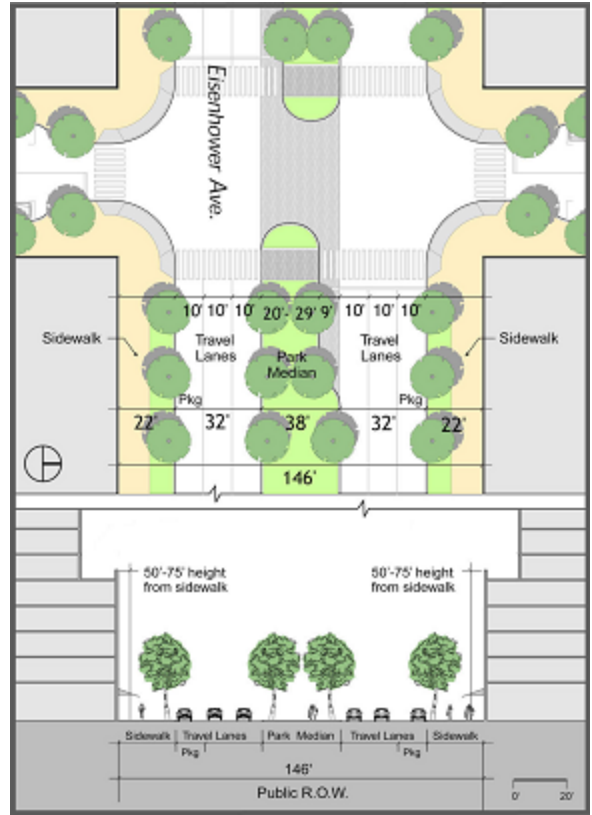 Eisenhower Ave.
10' 10' 10' 20'- 29' 9' 10' 10' 10'
Sidewalk
Travel
Lanes
Park
Median
Travel
Lanes
Sidewalk
Pkg
Pkg
22' 32' 38' 32' 22'
146'
50'-75' height
from sidewalk
50'-75' height
from sidewalk
Sidewalk Travel Lanes Park Median Travel Lanes Sidewalk
Pkg Pkg
146'
Public R.O.W.
0' 20'